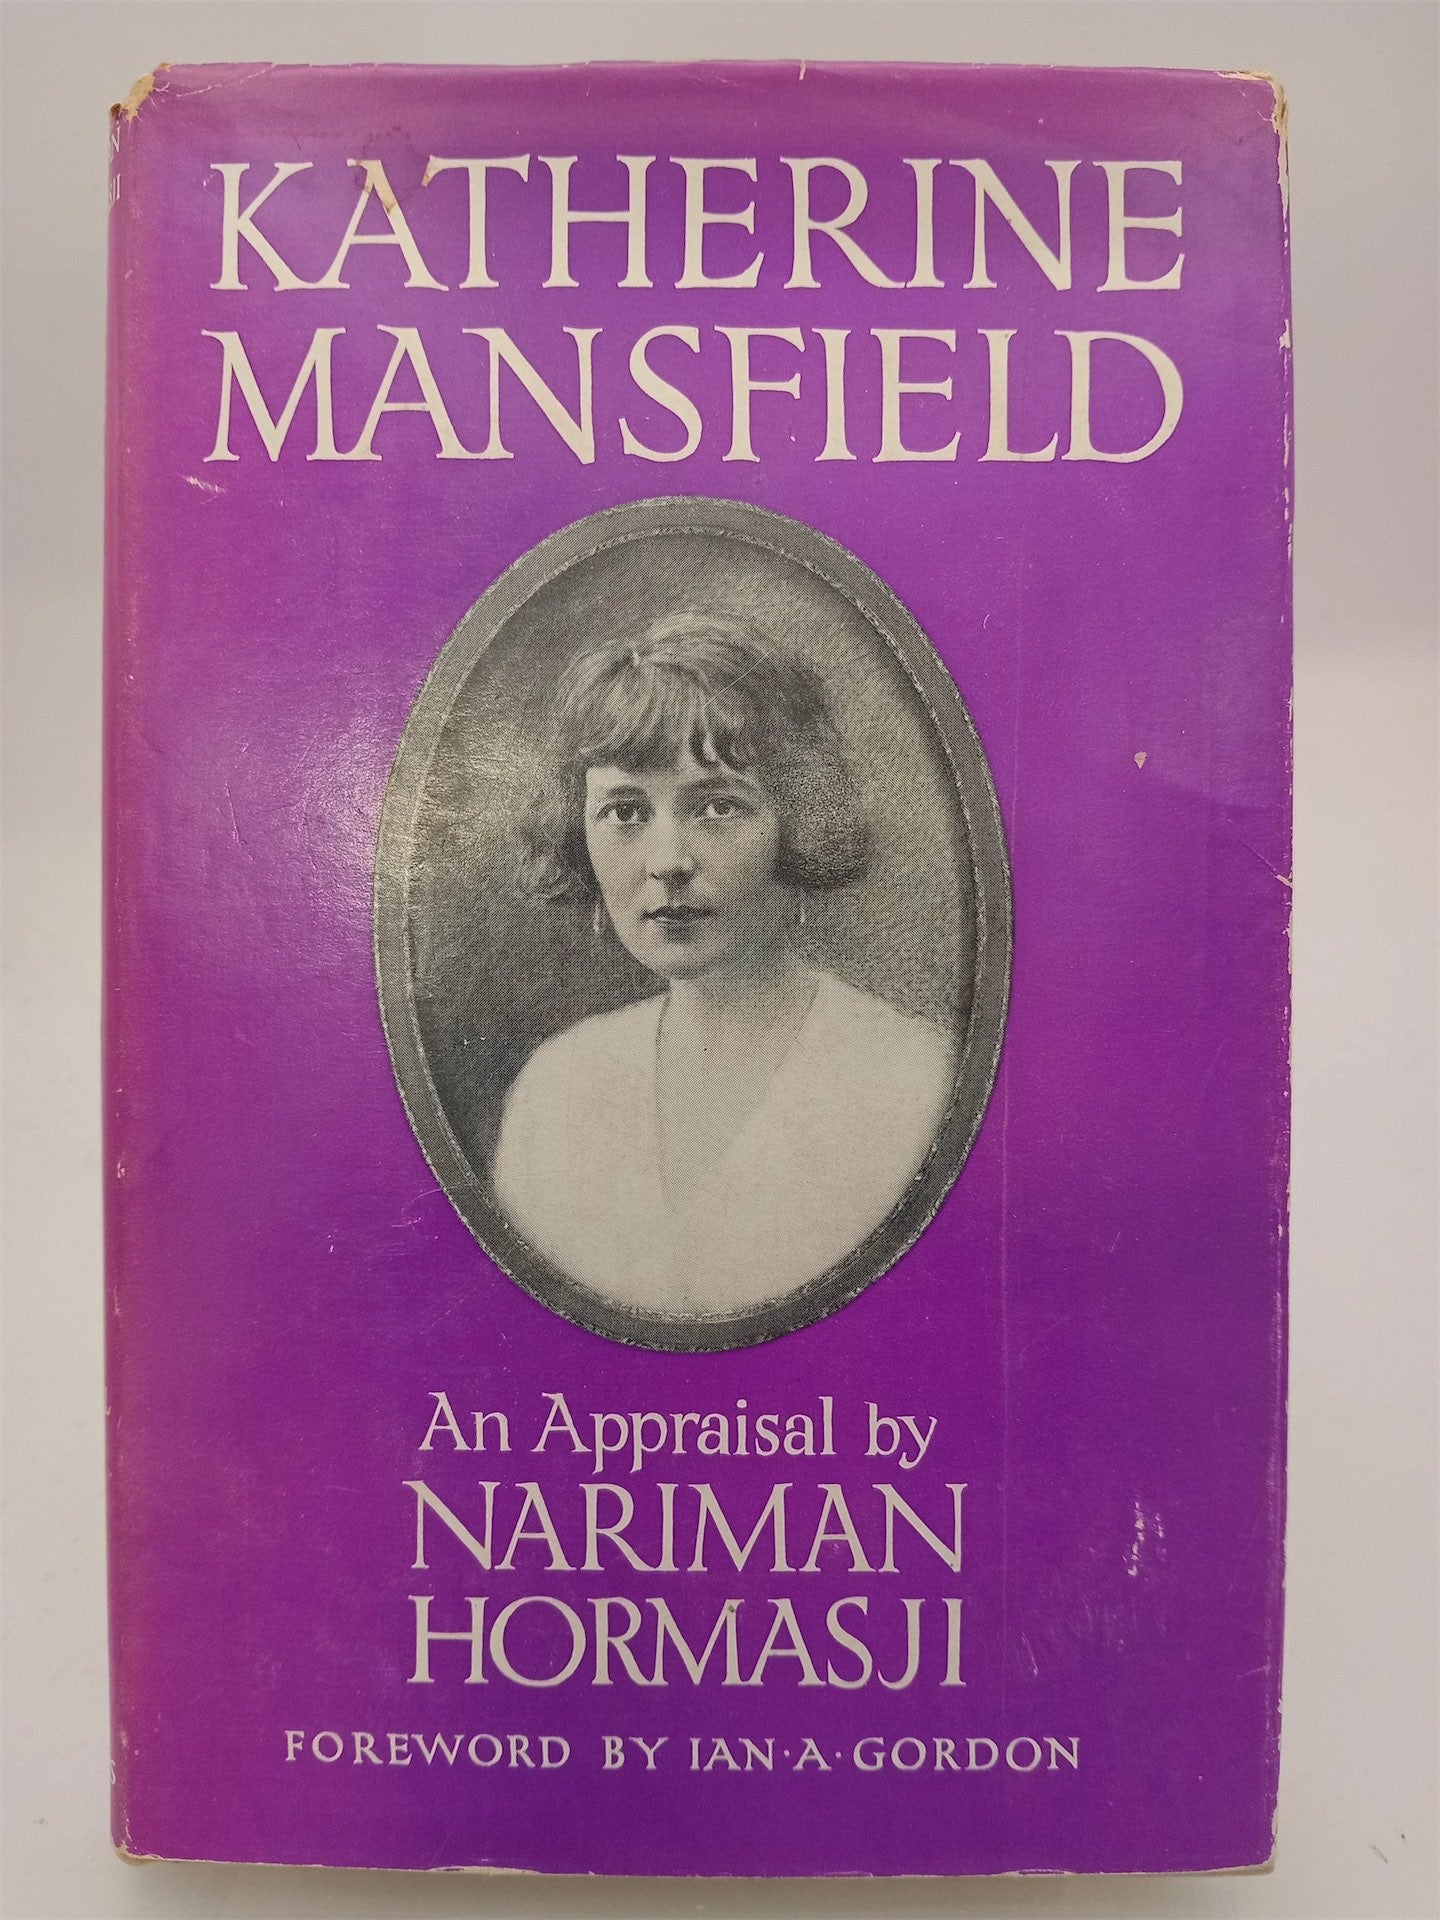 KATHERINE
MANSFIELD
An Appraisal by
NARIMAN
HORMASJI
FOREWORD BY IAN·A·GORDON